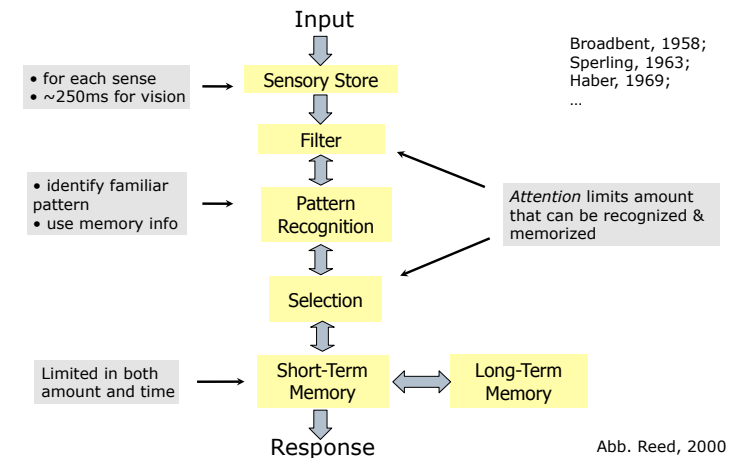 Input
Broadbent, 1958;
Sperling, 1963;
Haber, 1969;
…
• for each sense
• ~250ms for vision
Sensory Store
Filter
• identify familiar
pattern
• use memory info
Pattern
Recognition
Attention limits amount
that can be recognized &
memorized
Selection
Limited in both
amount and time
Short-Term
Memory
Long-Term
Memory
Response
Abb. Reed, 2000